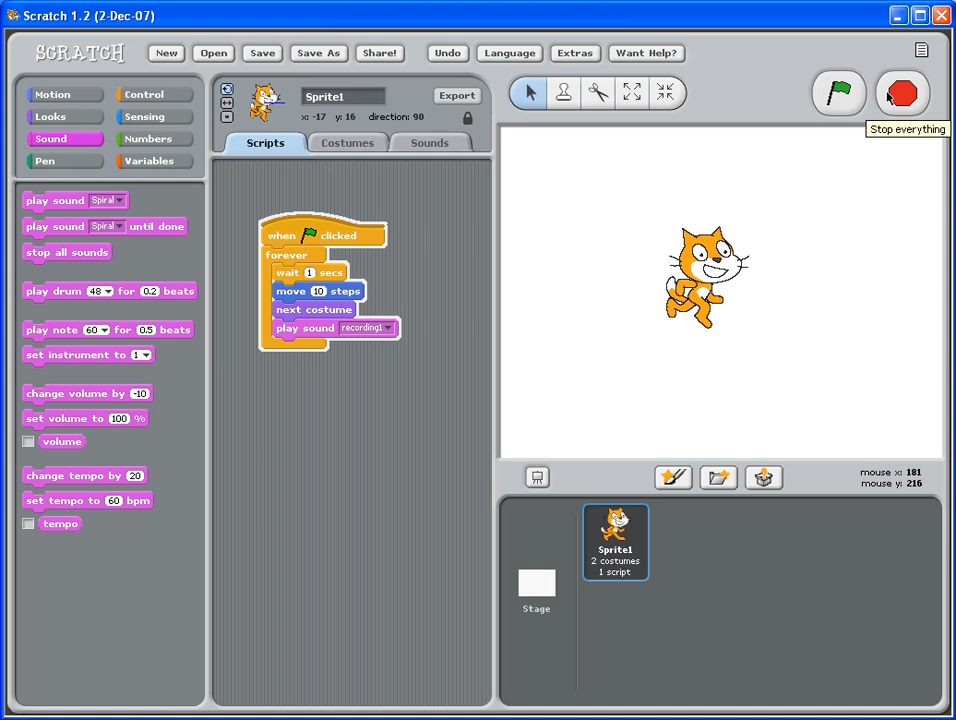 Scratch 1.2 (2-Dec-07)
SCRATCH
New
Open
Save
Save As
Share!
Undo
Language
Extras
Want Help?
Motion
Control
Looks
Sensing
Sound
Numbers
Pen
Variables
Sprite1
Export
x: -17 y: 16 direction: 90
Scripts
Costumes
Sounds
Stop everything
play sound Spiral
play sound Spiral until done
stop all sounds
play drum 48 for 0.2 beats
play note 60 for 0.5 beats
set instrument to 1
change volume by -10
set volume to 100 %
volume
change tempo by 20
set tempo to 60 bpm
tempo
when clicked
forever
wait 1 secs
move 10 steps
next costume
play sound recording1
mouse x: 181
mouse y: 216
Sprite1
2 costumes
1 script
Stage